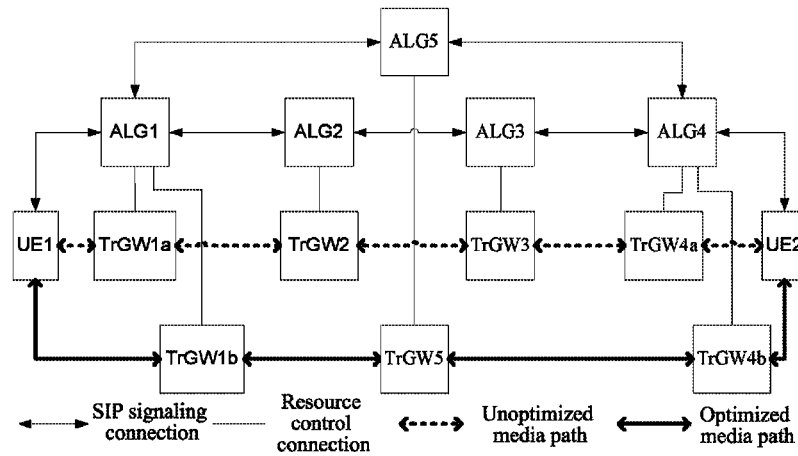 ALG5
ALG1
ALG2
ALG3
ALG4
UE1
TrGW1a
TrGW2
TrGW3
TrGW4a
UE2
TrGW1b
TrGW5
TrGW4b
SIP signaling
connection
Resource
control
connection
Unoptimized
media path
Optimized
media path